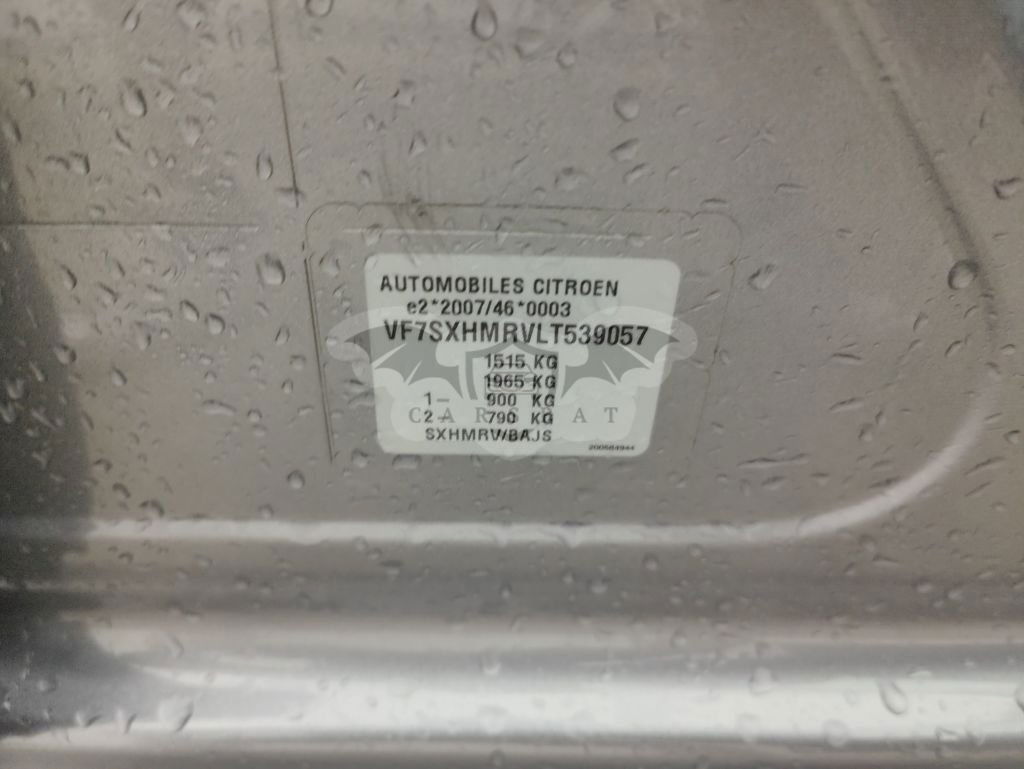 AUTOMOBILES CITROEN
e2*2007/46*0003
VF7SXHMRVLT539057
1515 KG
1965 KG
1– 900 KG
2– 790 KG
SXHMRV/BAJS
CARSBAT